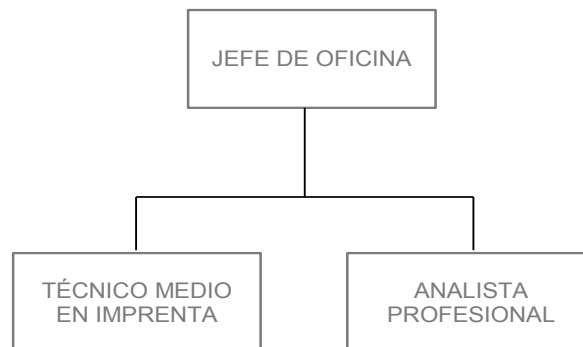 JEFE DE OFICINA
TÉCNICO MEDIO
EN IMPRENTA
ANALISTA
PROFESIONAL